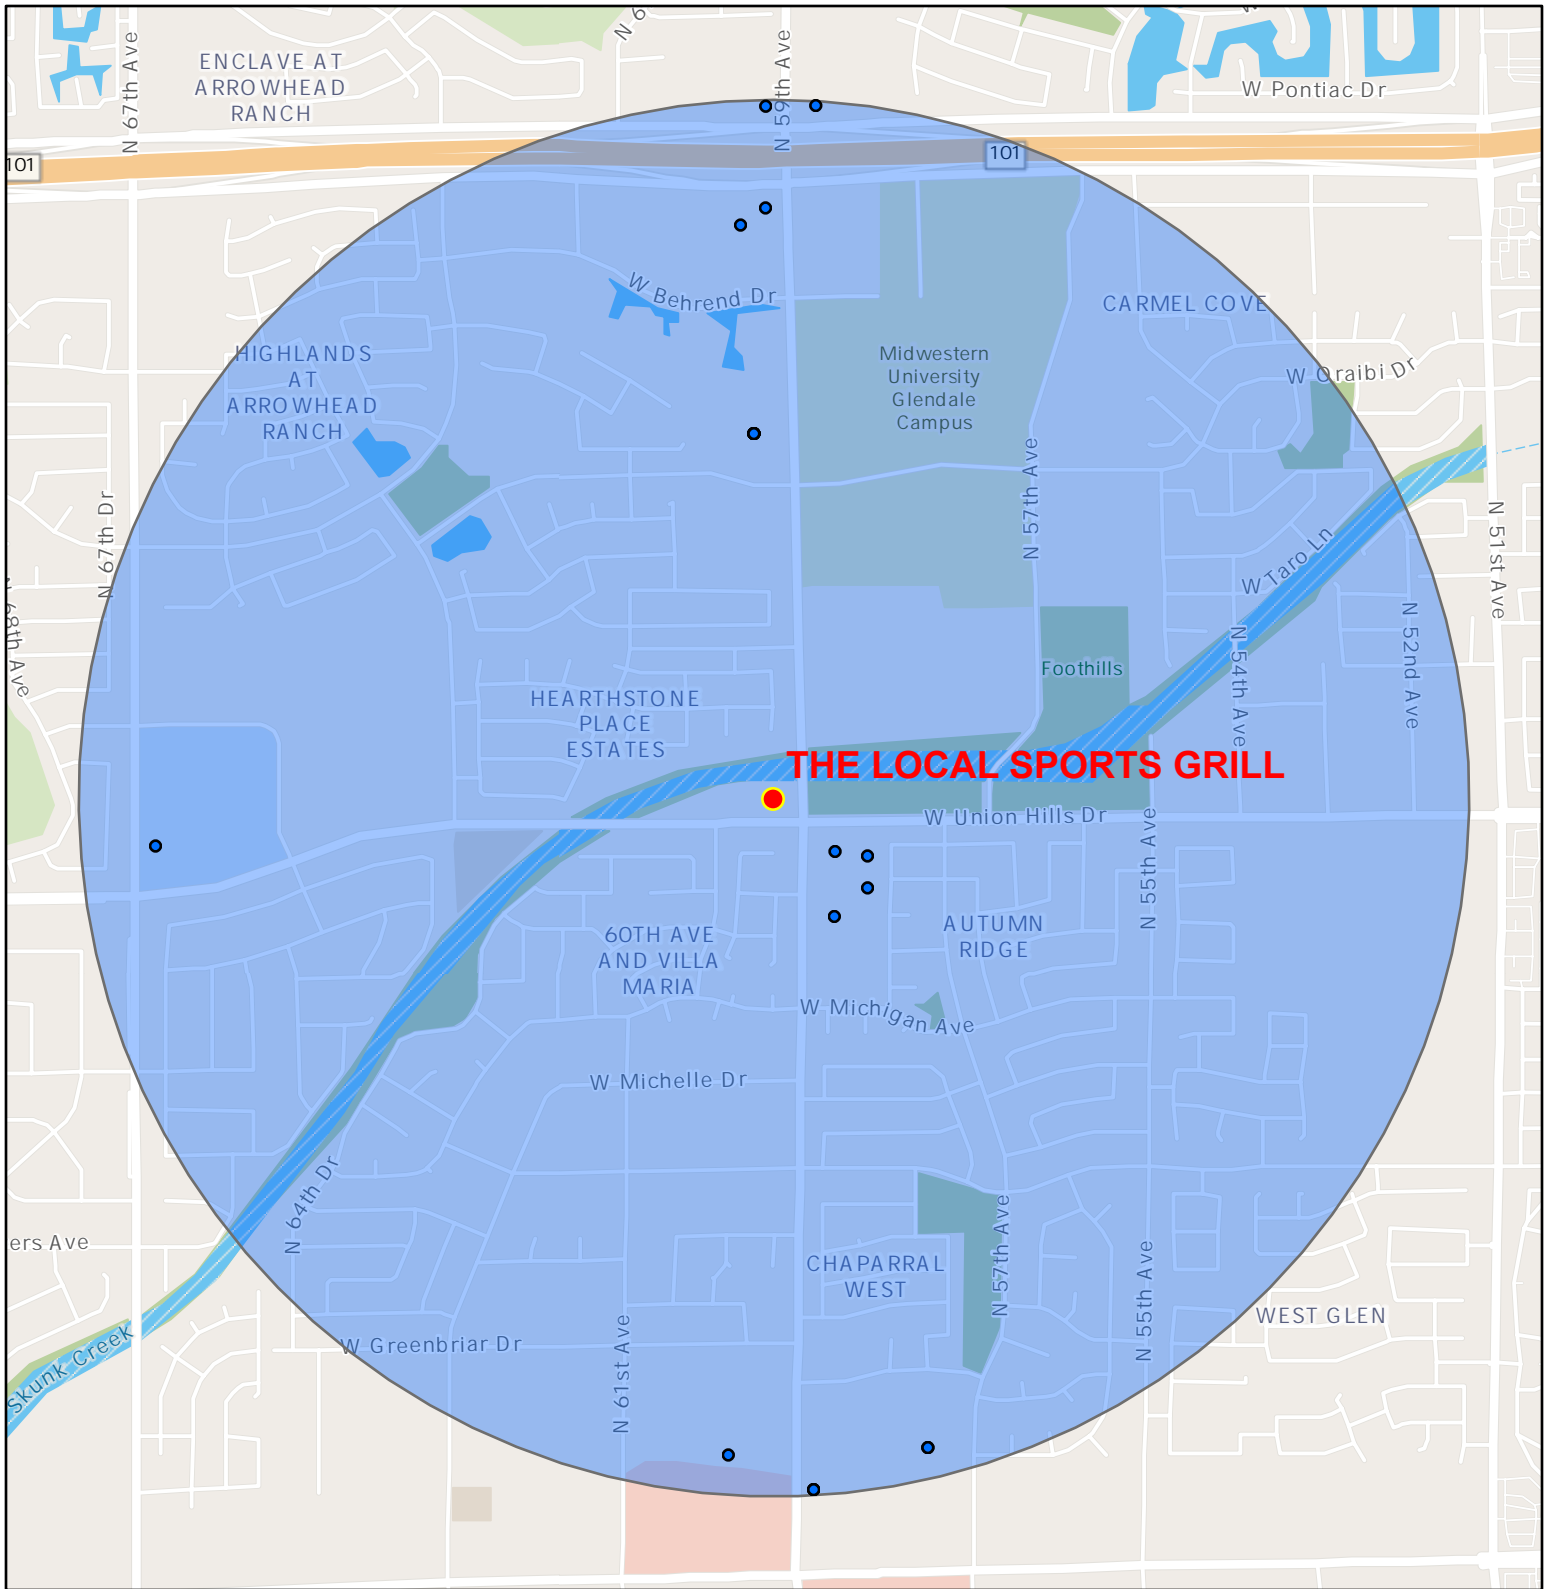 N 67th Ave
ENCLAVE AT
ARROWHEAD
RANCH
N 59th Ave
W Pontiac Dr
101
101
W Behrend Dr
CARMEL COVE
HIGHLANDS
AT
ARROWHEAD
RANCH
Midwestern
University
Glendale
Campus
W Oraibi Dr
N 67th Dr
N 57th Ave
N 51st Ave
W Taro Ln
N 68th Ave
N 54th Ave
N 52nd Ave
Foothills
HEARTHSTONE
PLACE
ESTATES
THE LOCAL SPORTS GRILL
W Union Hills Dr
N 55th Ave
60TH AVE
AND VILLA
MARIA
AUTUMN
RIDGE
W Michigan Ave
W Michelle Dr
N 64th Dr
ers Ave
N 57th Ave
CHAPARRAL
WEST
N 55th Ave
WEST GLEN
Skunk Creek
W Greenbriar Dr
N 61st Ave